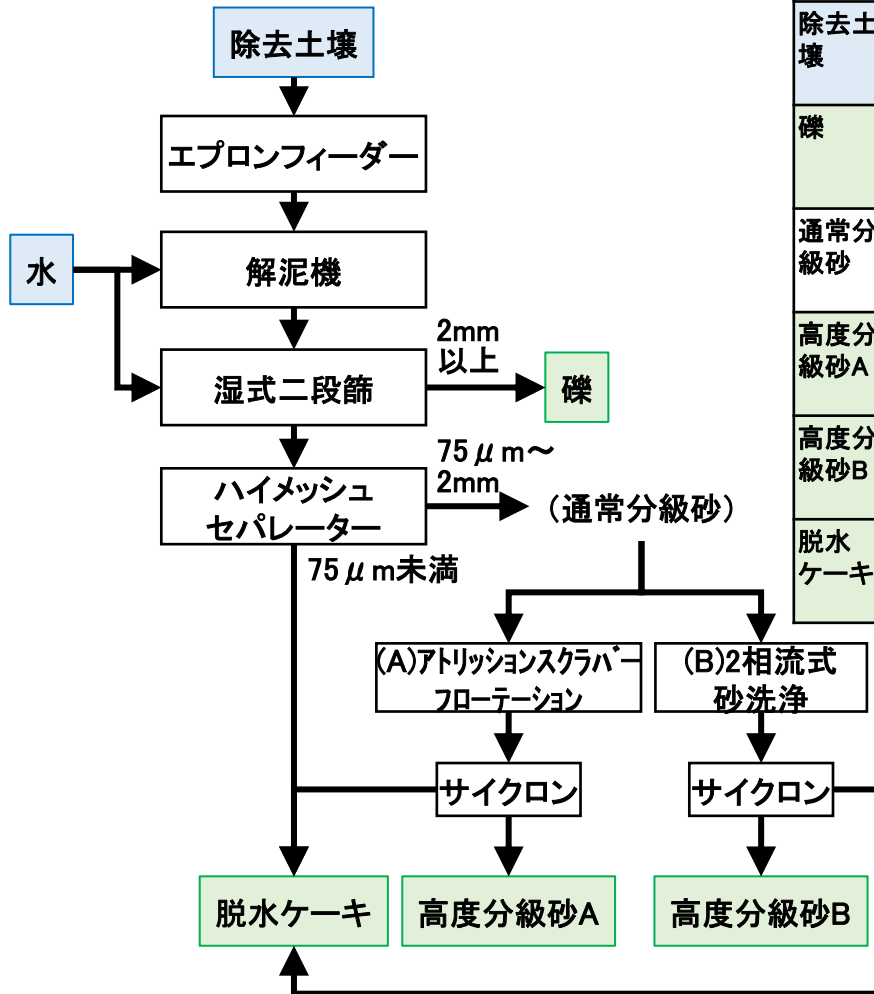 除去土壌
エプロンフィーダー
水
解泥機
2mm
以上
湿式二段篩
礫
75μm～
2mm
ハイメッシュ
セパレーター
（通常分級砂）
75μm未満
(A)アトリッションスクラバー
フローテーション
(B)2相流式
砂洗浄
サイクロン
サイクロン
脱水ケーキ
高度分級砂A
高度分級砂B
除去土
壌
礫
通常分
級砂
高度分
級砂A
高度分
級砂B
脱水
ケーキ